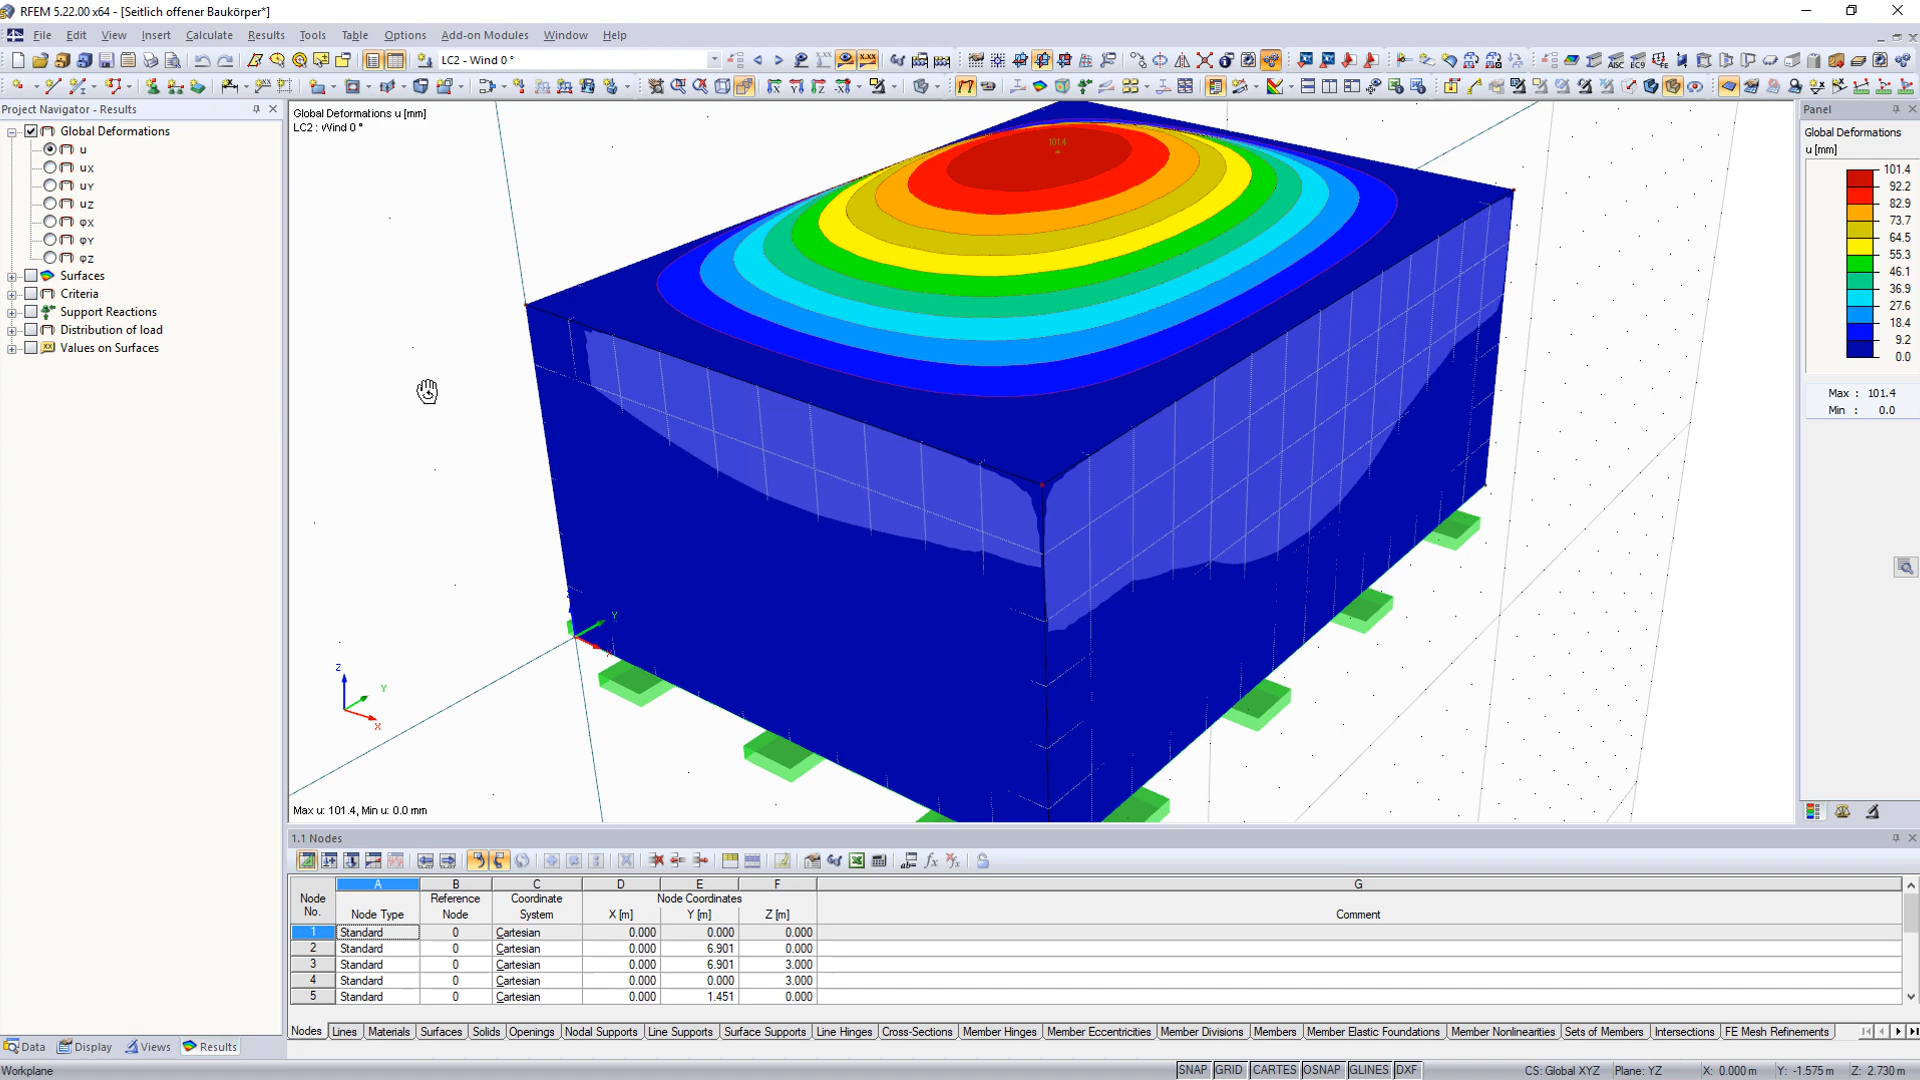 RFEM 5.22.00 x64 - [Seitlich offener Baukörper*]
File Edit View Insert Calculate Results Tools Table Options Add-on Modules Window Help
LC2 - Wind 0 °
Project Navigator - Results
Global Deformations
u
uX
uY
uZ
φX
φY
φZ
Surfaces
Criteria
Support Reactions
Distribution of load
Values on Surfaces
Data Display Views Results
Global Deformations u [mm]
LC2 : Wind 0 °
101.4
Y
Z
Y
X
Max u: 101.4, Min u: 0.0 mm
Panel
Global Deformations
u [mm]
101.4
92.2
82.9
73.7
64.5
55.3
46.1
36.9
27.6
18.4
9.2
0.0
Max : 101.4
Min : 0.0
1.1 Nodes
A B C D E F G
Node Reference Coordinate Node Coordinates
No. Node Type Node System X [m] Y [m] Z [m] Comment
1 Standard 0 Cartesian 0.000 0.000 0.000
2 Standard 0 Cartesian 0.000 6.901 0.000
3 Standard 0 Cartesian 0.000 6.901 3.000
4 Standard 0 Cartesian 0.000 0.000 3.000
5 Standard 0 Cartesian 0.000 1.451 0.000
Nodes Lines Materials Surfaces Solids Openings Nodal Supports Line Supports Surface Supports Line Hinges Cross-Sections Member Hinges Member Eccentricities Member Divisions Members Member Elastic Foundations Member Nonlinearities Sets of Members Intersections FE Mesh Refinements
Workplane SNAP GRID CARTES OSNAP GLINES DXF CS: Global XYZ Plane: YZ X: 0.000 m Y: -1.575 m Z: 2.730 m